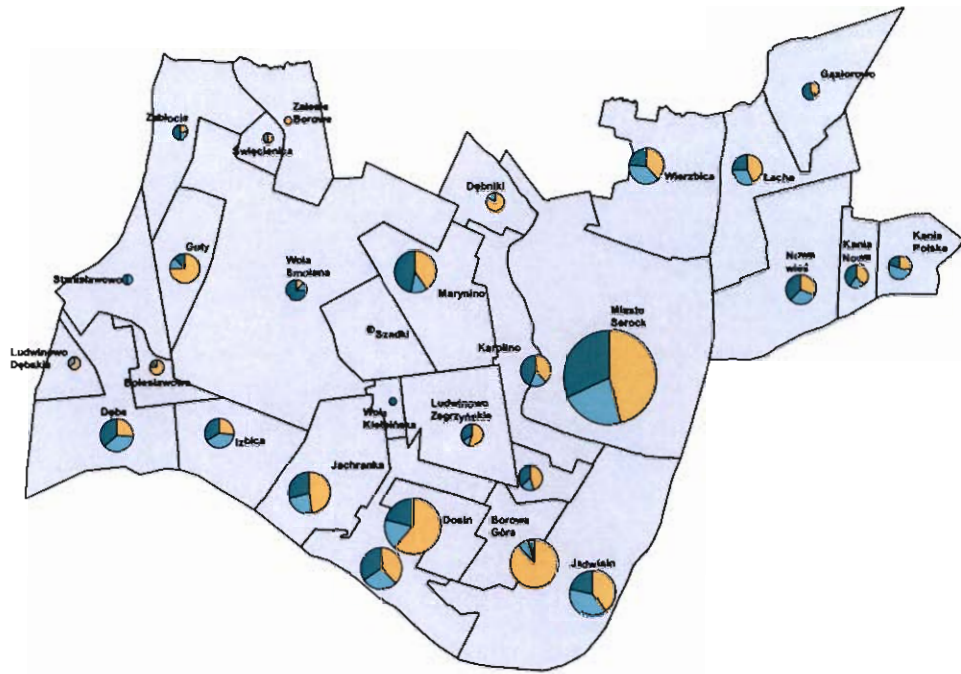 Gąsiorowo
Zabłocie
Zalesie
Borowe
Święcienica
Wierzbica
Łacha
Dębniki
Kania
Polska
Guty
Wola
Smolana
Nowa
wieś
Kania
Nowa
Stanisławowo
Marynino
Miasto
Serock
Szadki
Ludwinowo
Dębskie
Karolino
Bolesławowo
Dębe
Izbica
Wola
Kiełpińska
Ludwinowo
Zegrzyńskie
Jachranka
Dosin
Borowa
Góra
Jadwisin